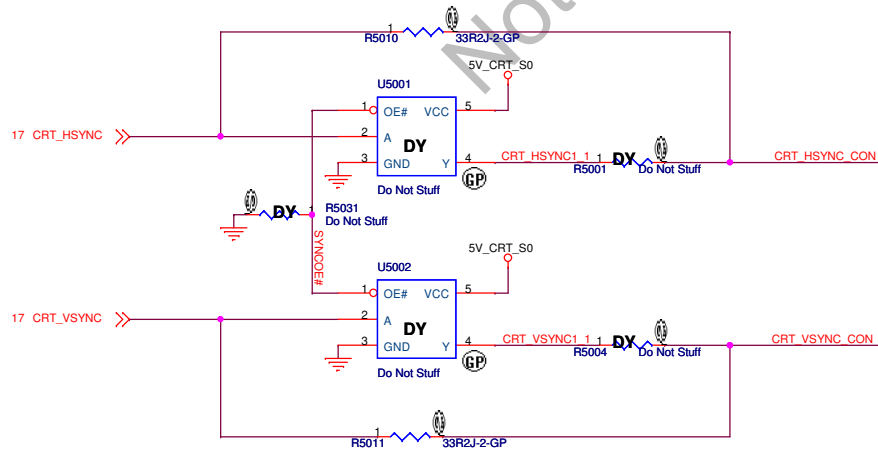 Not
1
R5010
33R2J-2-GP
5V_CRT_S0
U5001
1
OE#
VCC
5
17 CRT_HSYNC
2
A
DY
3
GND
Y
4
CRT_HSYNC1_1
1
DY
R5001
Do Not Stuff
CRT_HSYNC_CON
GP
Do Not Stuff
DY
1
R5031
Do Not Stuff
SYNCOE#
5V_CRT_S0
U5002
1
OE#
VCC
5
17 CRT_VSYNC
2
A
DY
3
GND
Y
4
CRT_VSYNC1_1
1
DY
R5004
Do Not Stuff
CRT_VSYNC_CON
GP
Do Not Stuff
1
R5011
33R2J-2-GP